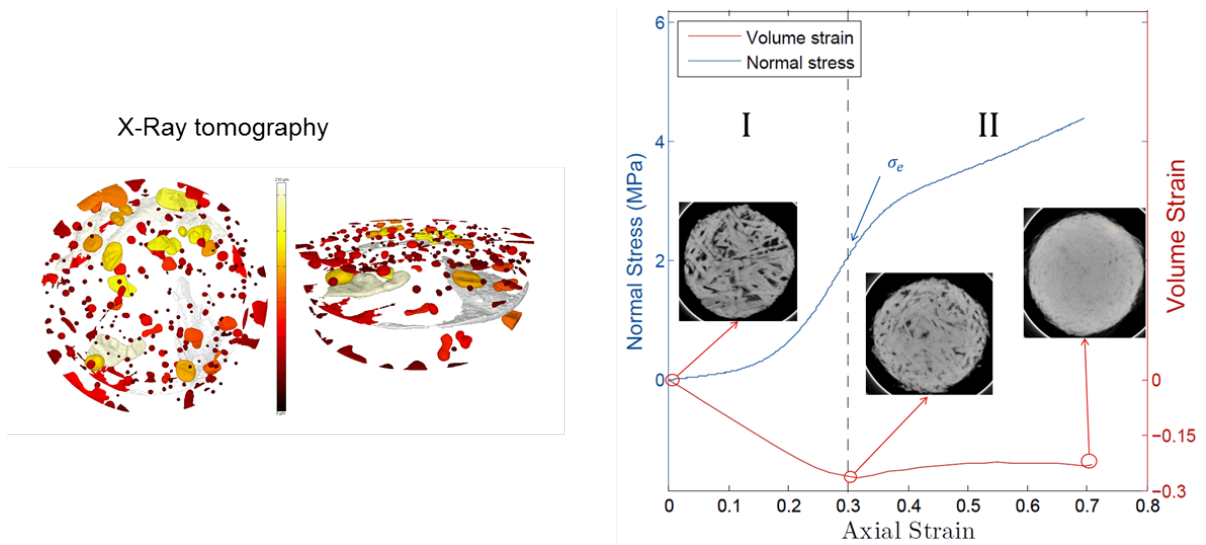 X-Ray tomography
Volume strain
Normal stress
I
II
σe
Normal Stress (MPa)
6
4
2
0
Volume Strain
0
−0.15
−0.3
0 0.1 0.2 0.3 0.4 0.5 0.6 0.7 0.8
Axial Strain